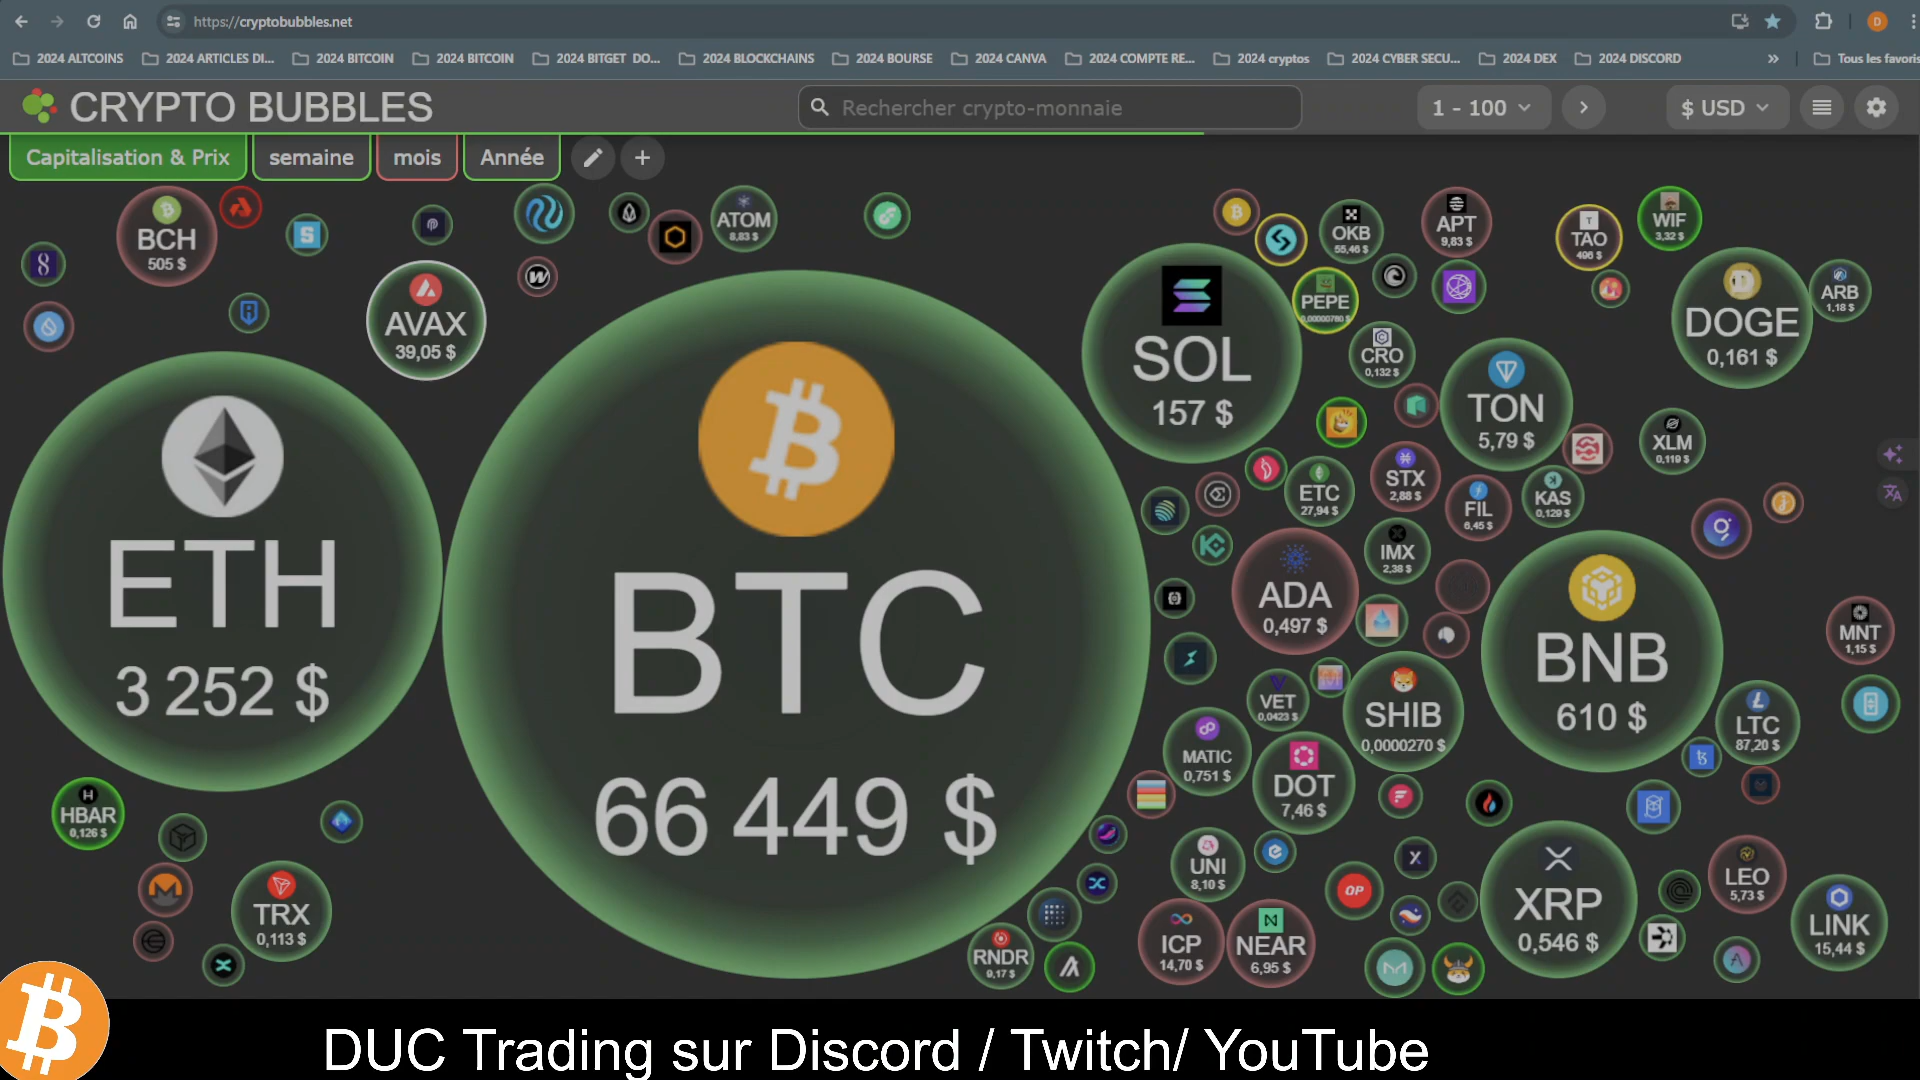 https://cryptobubbles.net
2024 ALTCOINS
2024 ARTICLES DI...
2024 BITCOIN
2024 BITCOIN
2024 BITGET DO...
2024 BLOCKCHAINS
2024 BOURSE
2024 CANVA
2024 COMPTE RE...
2024 cryptos
2024 CYBER SECU...
2024 DEX
2024 DISCORD
Tous les favoris
CRYPTO BUBBLES
Rechercher crypto-monnaie
1 - 100
$ USD
Capitalisation & Prix
semaine
mois
Année
BCH
505 $
ATOM
8,83 $
OKB
55,46 $
APT
9,83 $
TAO
496 $
WIF
3,32 $
AVAX
39,05 $
SOL
157 $
PEPE
0,00000780 $
CRO
0,132 $
TON
5,79 $
DOGE
0,161 $
ARB
1,18 $
XLM
0,119 $
ETH
3 252 $
BTC
66 449 $
ETC
27,94 $
STX
2,88 $
FIL
6,45 $
KAS
0,129 $
IMX
2,38 $
ADA
0,497 $
BNB
610 $
MNT
1,15 $
VET
0,0423 $
SHIB
0,0000270 $
LTC
87,20 $
MATIC
0,751 $
DOT
7,46 $
HBAR
0,126 $
TRX
0,113 $
UNI
8,10 $
OP
XRP
0,546 $
LEO
5,73 $
LINK
15,44 $
RNDR
9,17 $
ICP
14,70 $
NEAR
6,95 $
DUC Trading sur Discord / Twitch/ YouTube